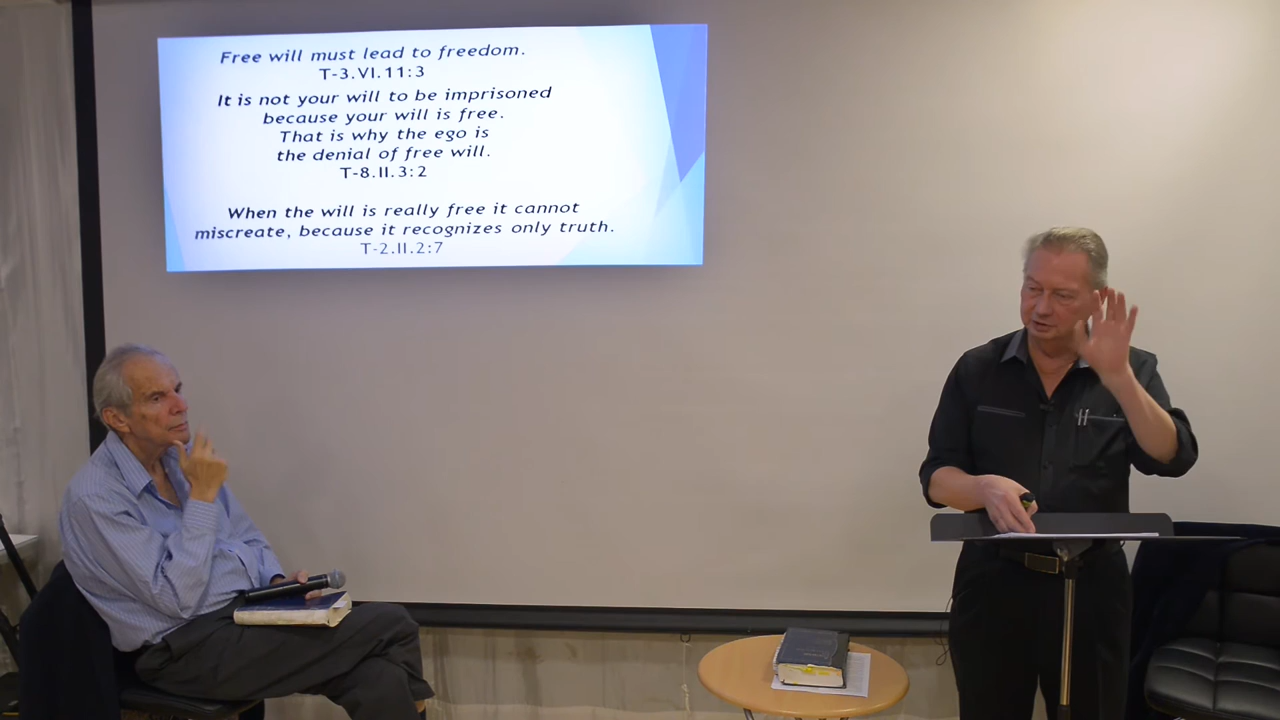 Free will must lead to freedom.
T-3.VI.11:3
It is not your will to be imprisoned
because your will is free.
That is why the ego is
the denial of free will.
T-8.II.3:2
When the will is really free it cannot
miscreate, because it recognizes only truth.
T-2.II.2:7